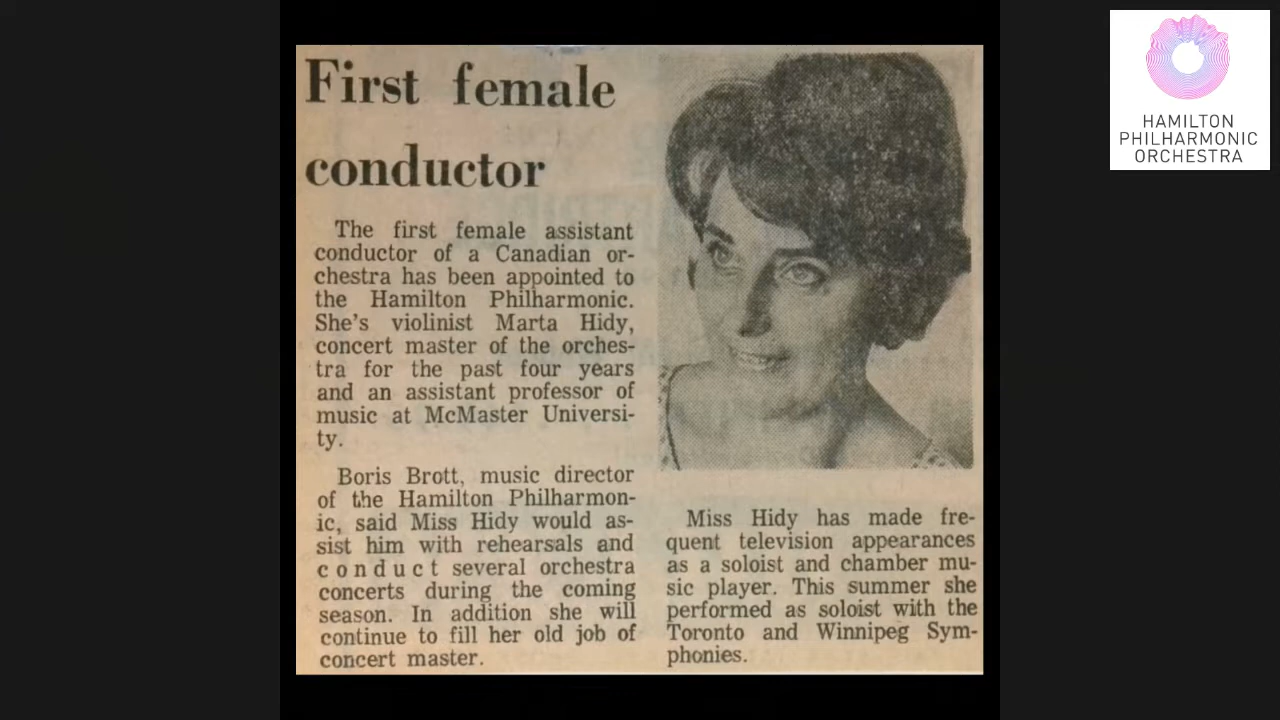 First female
conductor
The first female assistant
conductor of a Canadian or-
chestra has been appointed to
the Hamilton Philharmonic.
She's violinist Marta Hidy,
concert master of the orches-
tra for the past four years
and an assistant professor of
music at McMaster Universi-
ty.
Boris Brott, music director
of the Hamilton Philharmon-
ic, said Miss Hidy would as-
sist him with rehearsals and
conduct several orchestra
concerts during the coming
season. In addition she will
continue to fill her old job of
concert master.
Miss Hidy has made fre-
quent television appearances
as a soloist and chamber mu-
sic player. This summer she
performed as soloist with the
Toronto and Winnipeg Sym-
phonies.
HAMILTON
PHILHARMONIC
ORCHESTRA